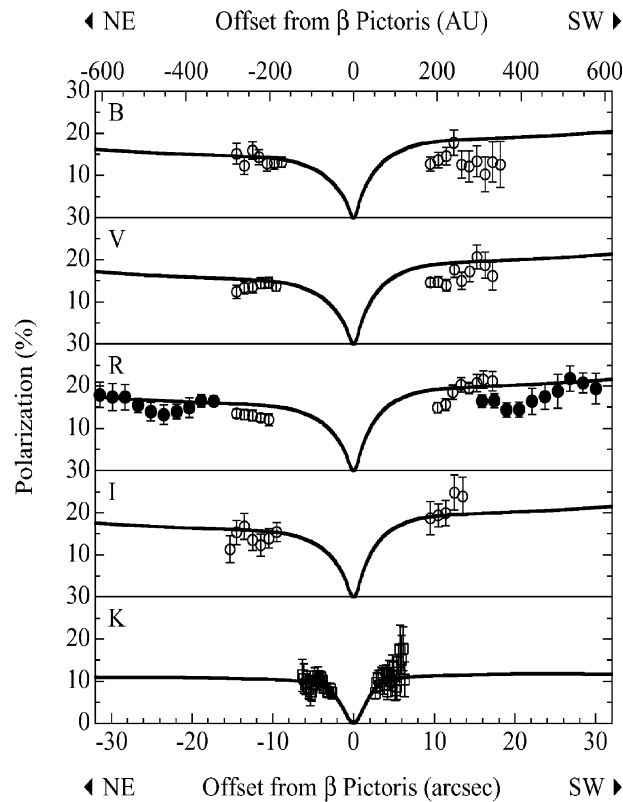 ◀ NE Offset from β Pictoris (AU) SW ▶
-600 -400 -200 0 200 400 600
30
B
20
10
30
V
20
10
30
R
20
10
30
I
20
10
30
K
20
10
0
Polarization (%)
-30 -20 -10 0 10 20 30
◀ NE Offset from β Pictoris (arcsec) SW ▶